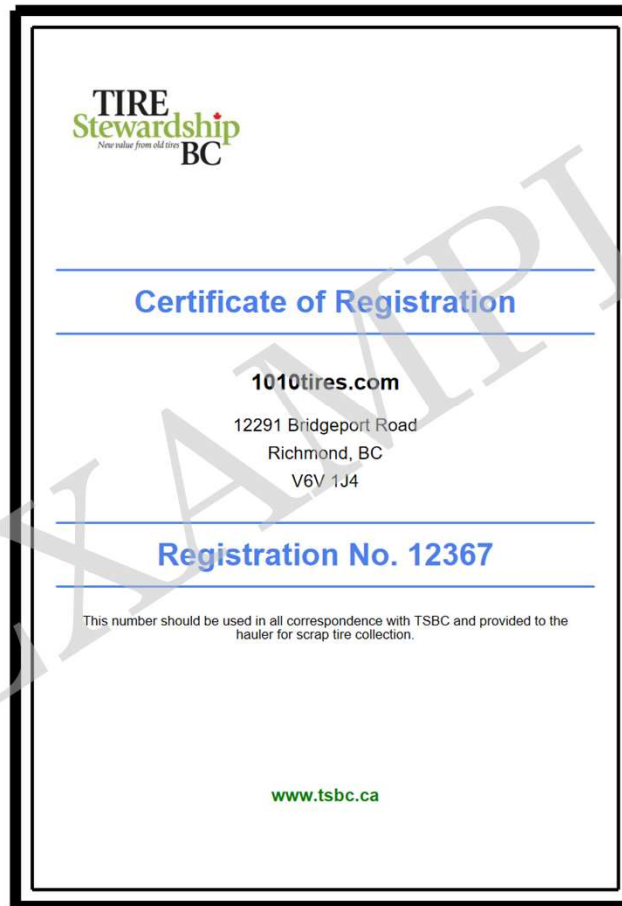 TIRE
Stewardship
New value from old tires
BC
Certificate of Registration
1010tires.com
12291 Bridgeport Road
Richmond, BC
V6V 1J4
Registration No. 12367
This number should be used in all correspondence with TSBC and provided to the
hauler for scrap tire collection.
www.tsbc.ca